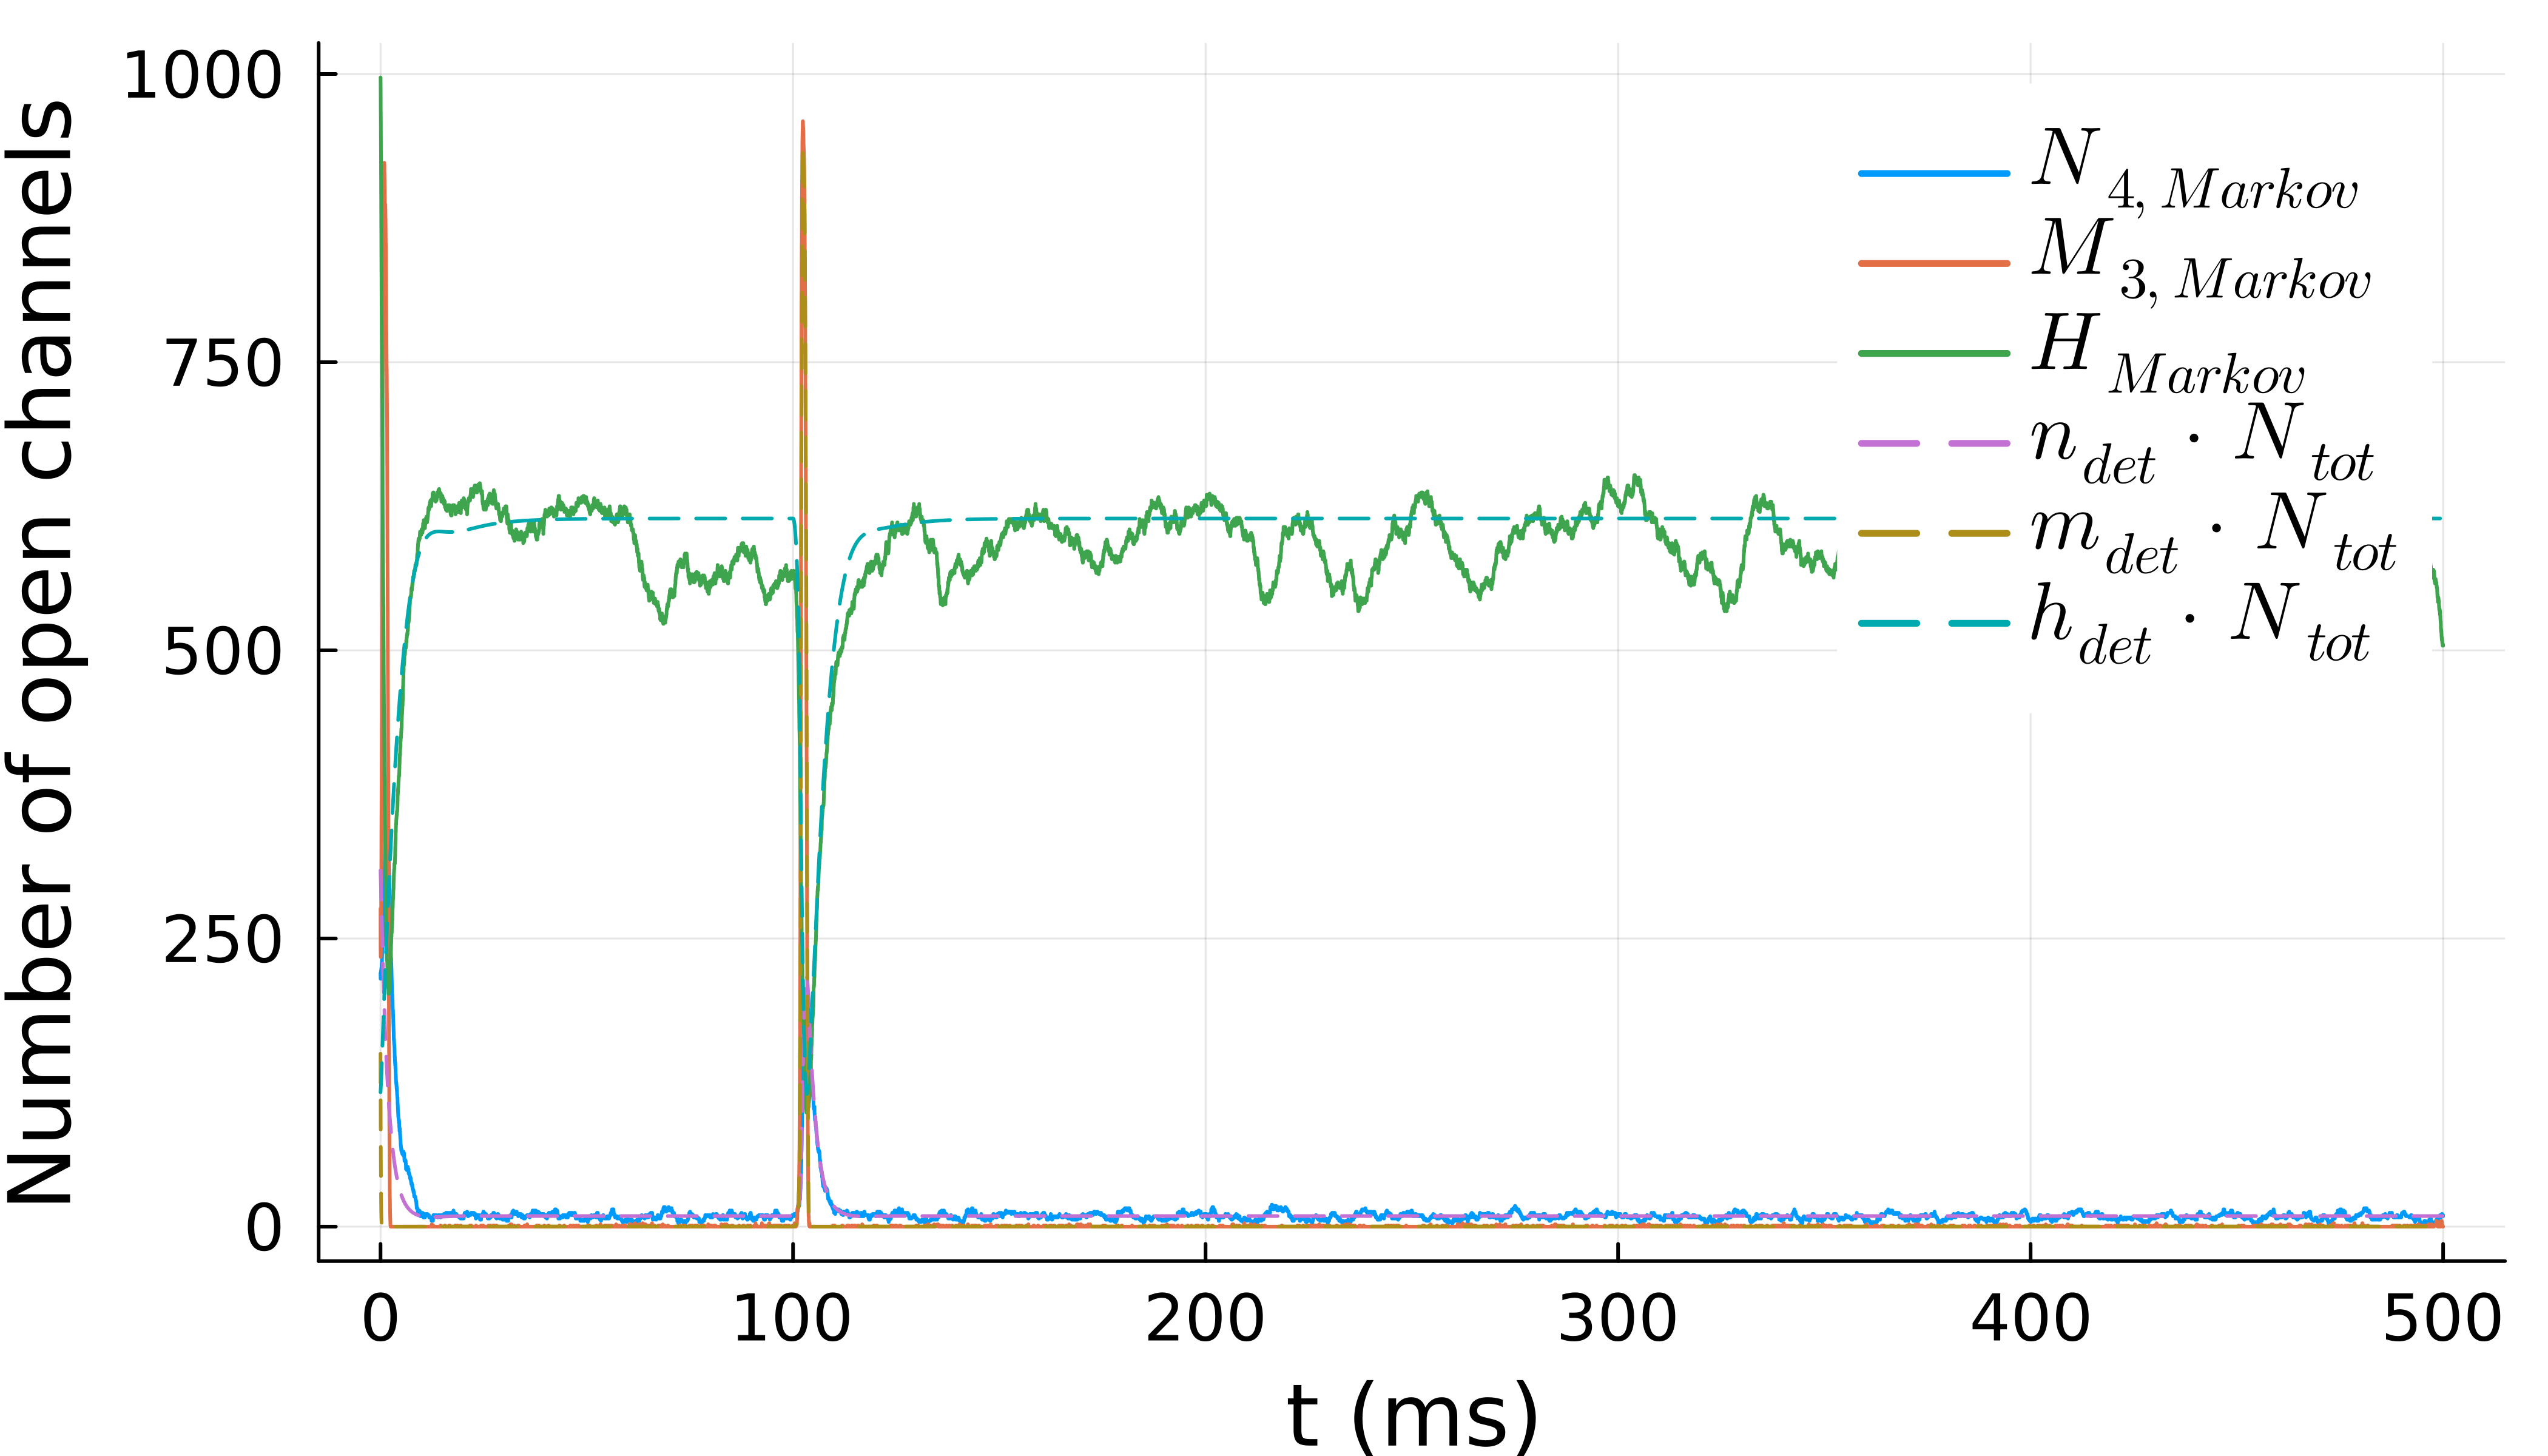 Number of open channels
1000
750
500
250
0
0 100 200 300 400 500
t (ms)
N4, Markov
M3, Markov
HMarkov
ndet · Ntot
mdet · Ntot
hdet · Ntot